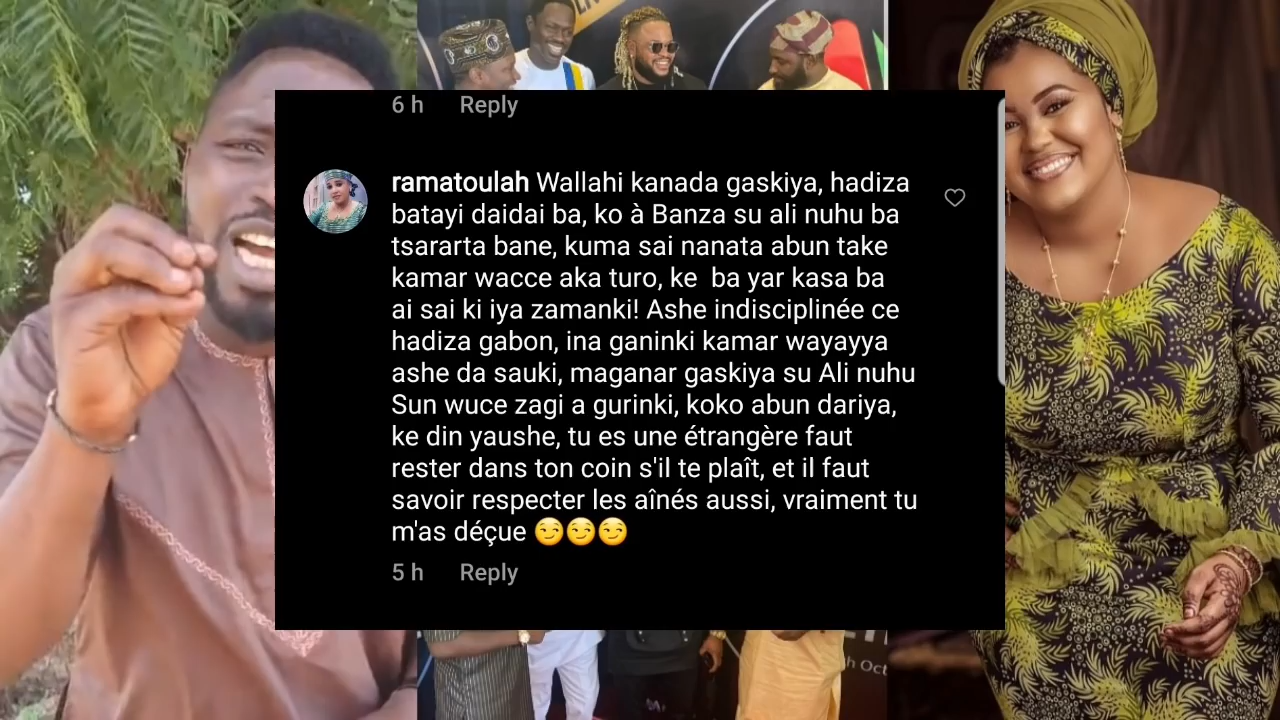 6 h Reply
ramatoulah Wallahi kanada gaskiya, hadiza
batayi daidai ba, ko à Banza su ali nuhu ba
tsararta bane, kuma sai nanata abun take
kamar wacce aka turo, ke ba yar kasa ba
ai sai ki iya zamanki! Ashe indisciplinée ce
hadiza gabon, ina ganinki kamar wayayya
ashe da sauki, maganar gaskiya su Ali nuhu
Sun wuce zagi a gurinki, koko abun dariya,
ke din yaushe, tu es une étrangère faut
rester dans ton coin s'il te plaît, et il faut
savoir respecter les aînés aussi, vraiment tu
m'as déçue 😏😏😏
5 h Reply
h Oct